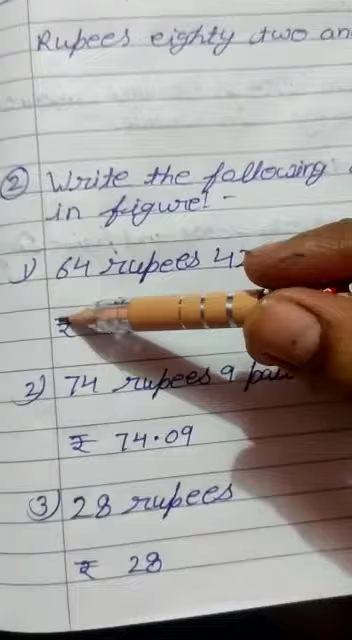 Rupees eighty two an
② Write the following
in figure! -
1) 64 rupees 4
₹
2) 74 rupees 9
₹ 74.09
③ 28 rupees
₹ 28